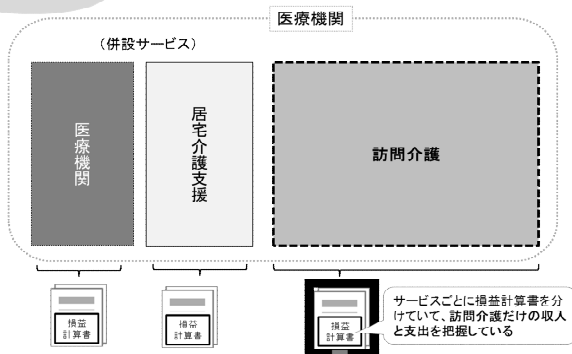 医療機関
（併設サービス）
医療機関
居宅介護支援
訪問介護
損益
計算書
損益
計算書
損益
計算書
サービスごとに損益計算書を分
けていて、訪問介護だけの収入
と支出を把握している